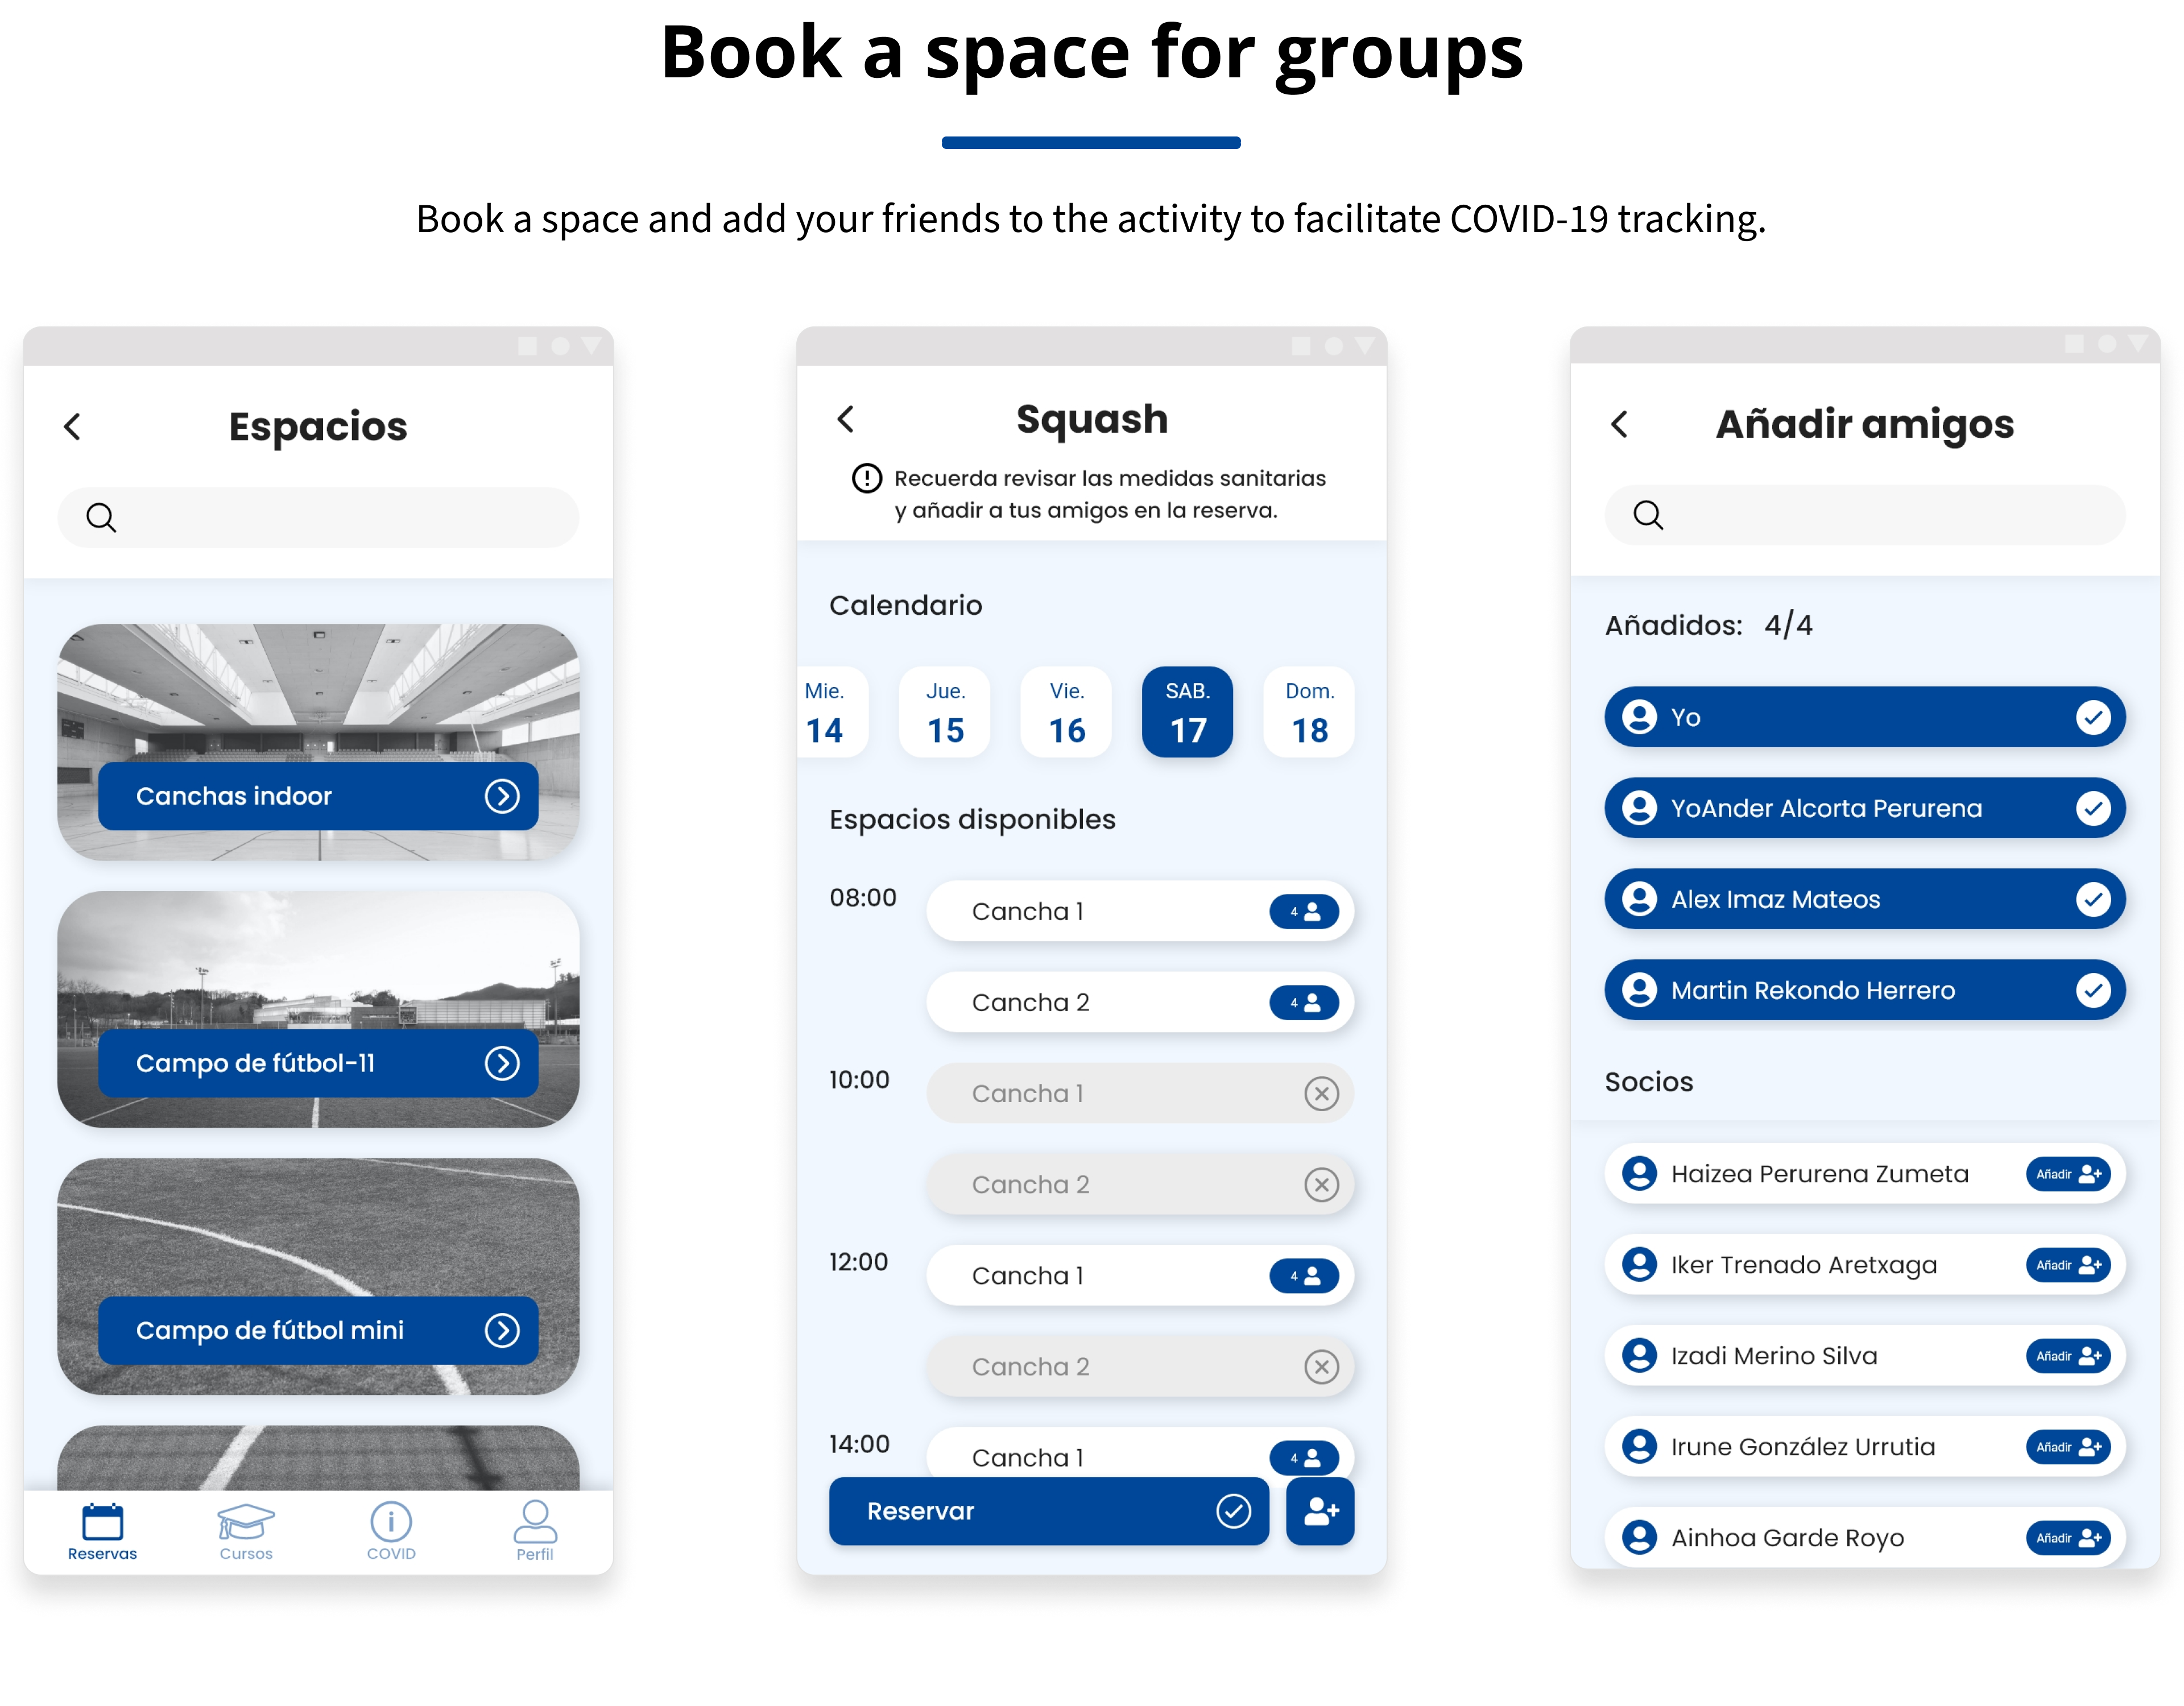 Book a space for groups
Book a space and add your friends to the activity to facilitate COVID-19 tracking.
Espacios
Canchas indoor
Campo de fútbol-11
Campo de fútbol mini
Reservas
Cursos
COVID
Perfil
Squash
Recuerda revisar las medidas sanitarias
y añadir a tus amigos en la reserva.
Calendario
Mie. Jue. Vie. SAB. Dom.
14 15 16 17 18
Espacios disponibles
08:00 Cancha 1 4
Cancha 2 4
10:00 Cancha 1
Cancha 2
12:00 Cancha 1 4
Cancha 2
14:00 Cancha 1 4
Reservar
Añadir amigos
Añadidos: 4/4
Yo
YoAnder Alcorta Perurena
Alex Imaz Mateos
Martin Rekondo Herrero
Socios
Haizea Perurena Zumeta Añadir
Iker Trenado Aretxaga Añadir
Izadi Merino Silva Añadir
Irune González Urrutia Añadir
Ainhoa Garde Royo Añadir